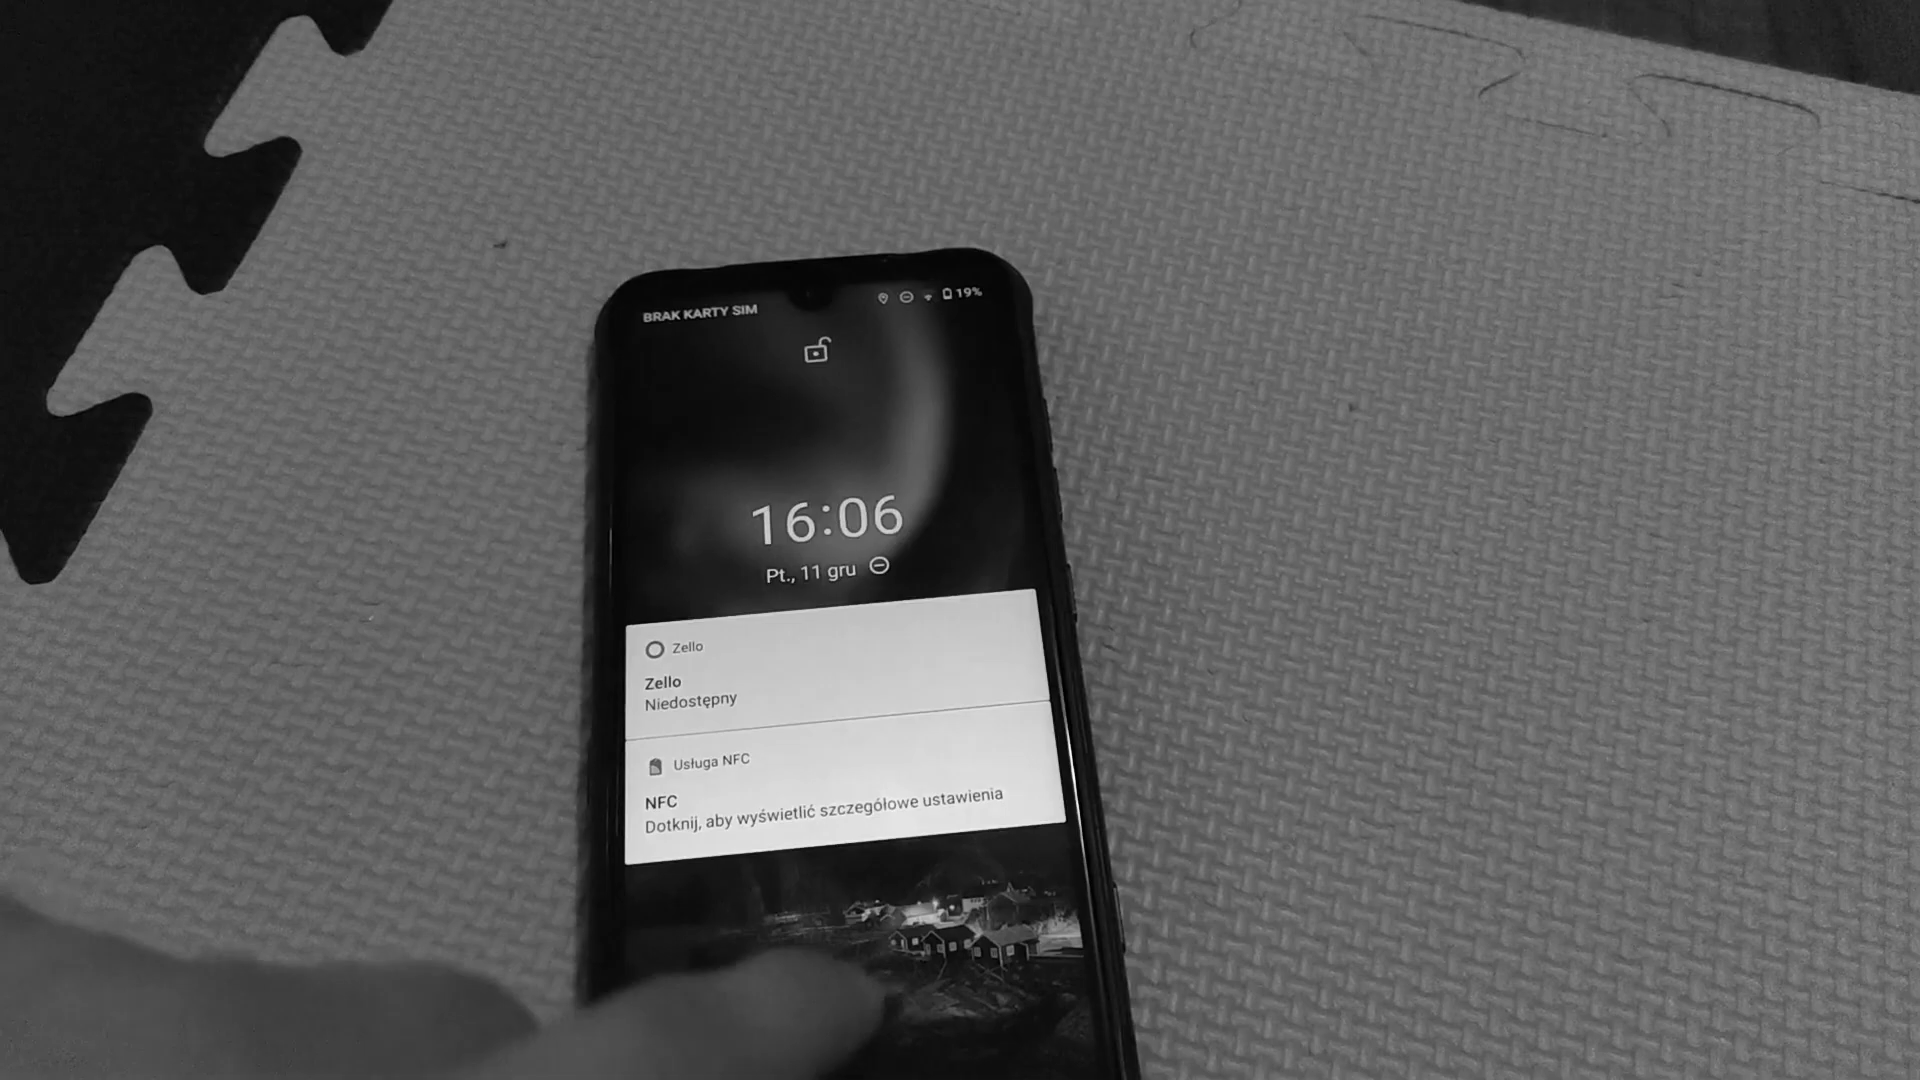 BRAK KARTY SIM 19%
16:06
Pt., 11 gru
Zello
Zello
Niedostępny
Usługa NFC
NFC
Dotknij, aby wyświetlić szczegółowe ustawienia